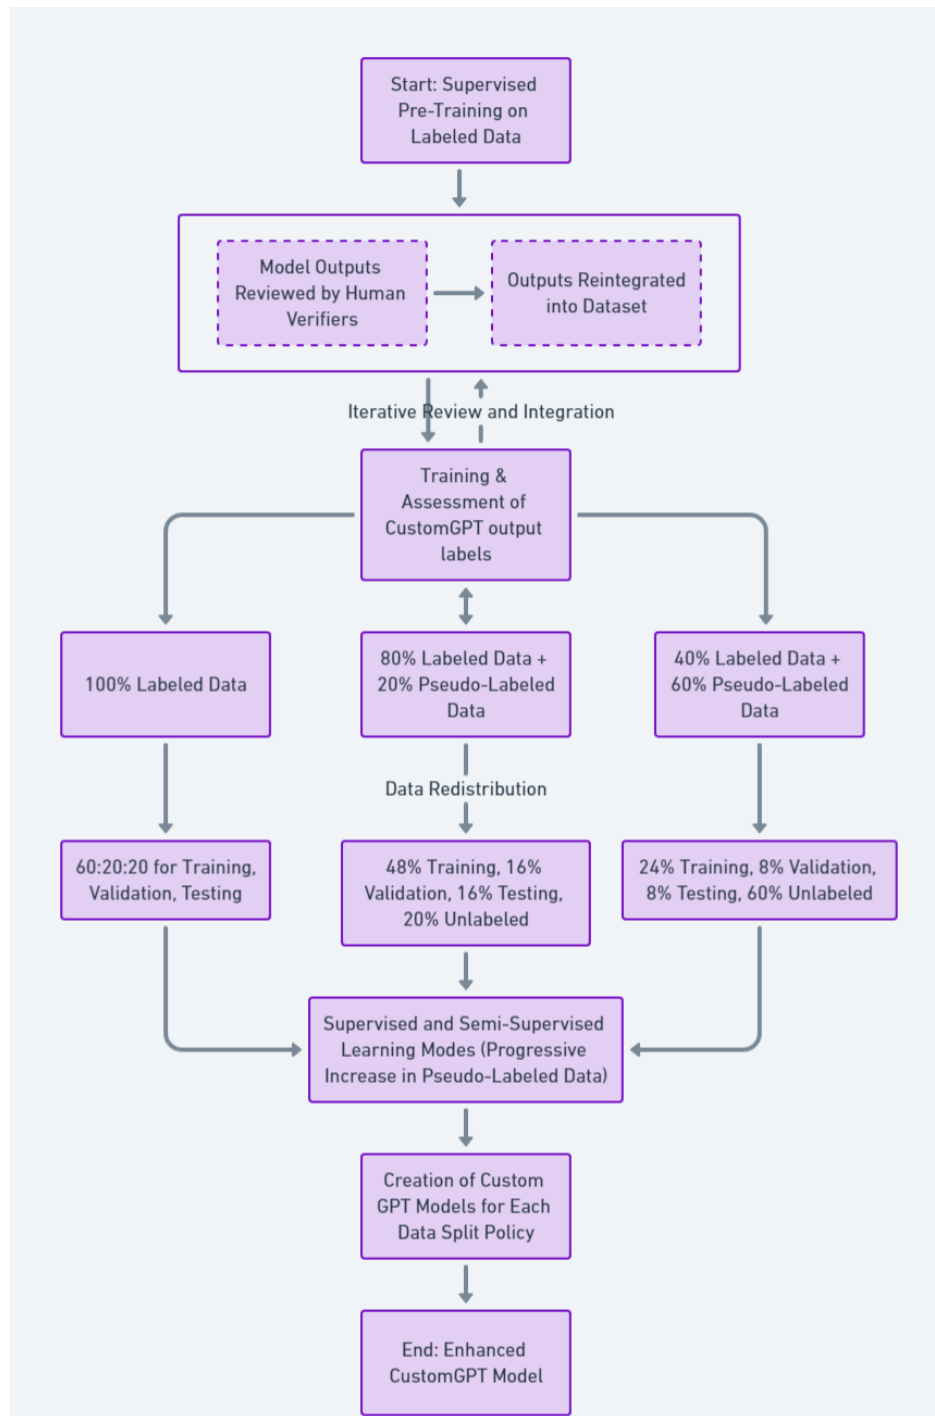 Start: Supervised
Pre-Training on
Labeled Data
Model Outputs
Reviewed by Human
Verifiers
Outputs Reintegrated
into Dataset
Iterative Review and Integration
Training &
Assessment of
CustomGPT output
labels
100% Labeled Data
80% Labeled Data +
20% Pseudo-Labeled
Data
40% Labeled Data +
60% Pseudo-Labeled
Data
Data Redistribution
60:20:20 for Training,
Validation, Testing
48% Training, 16%
Validation, 16% Testing,
20% Unlabeled
24% Training, 8% Validation,
8% Testing, 60% Unlabeled
Supervised and Semi-Supervised
Learning Modes (Progressive
Increase in Pseudo-Labeled Data)
Creation of Custom
GPT Models for Each
Data Split Policy
End: Enhanced
CustomGPT Model